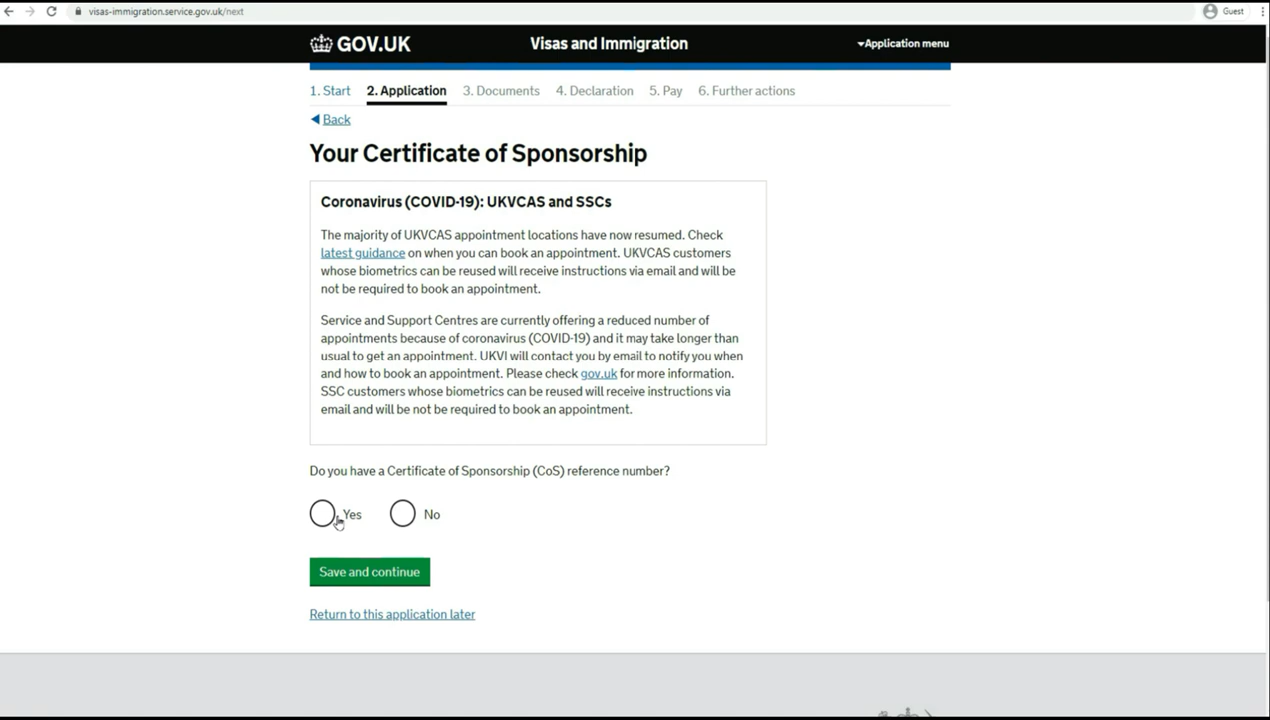 visas-immigration.service.gov.uk/next
Guest
GOV.UK
Visas and Immigration
Application menu
1. Start
2. Application
3. Documents
4. Declaration
5. Pay
6. Further actions
Back
Your Certificate of Sponsorship
Coronavirus (COVID-19): UKVCAS and SSCs
The majority of UKVCAS appointment locations have now resumed. Check
latest guidance on when you can book an appointment. UKVCAS customers
whose biometrics can be reused will receive instructions via email and will be
not be required to book an appointment.
Service and Support Centres are currently offering a reduced number of
appointments because of coronavirus (COVID-19) and it may take longer than
usual to get an appointment. UKVI will contact you by email to notify you when
and how to book an appointment. Please check gov.uk for more information.
SSC customers whose biometrics can be reused will receive instructions via
email and will be not be required to book an appointment.
Do you have a Certificate of Sponsorship (CoS) reference number?
Yes
No
Save and continue
Return to this application later